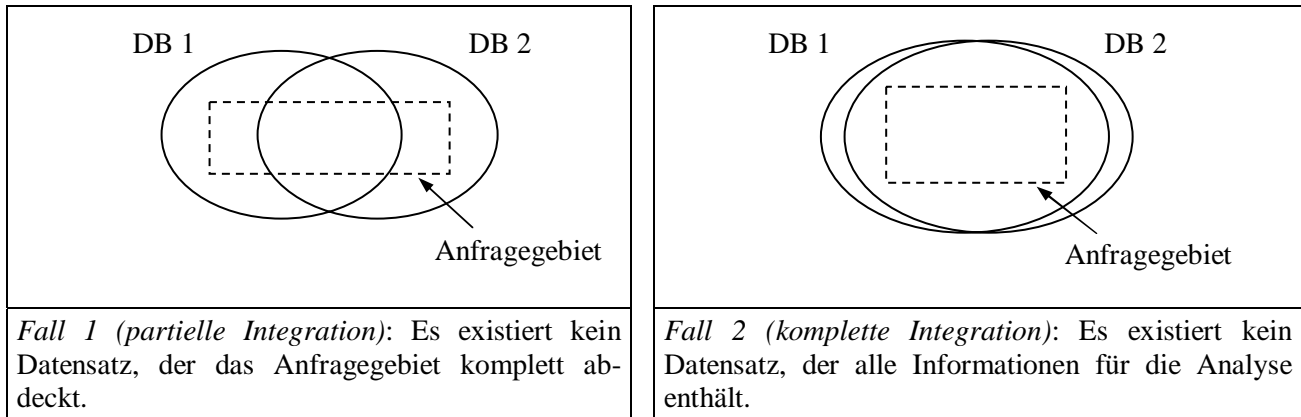 DB 1 DB 2
Anfragegebiet
Fall 1 (partielle Integration): Es existiert kein
Datensatz, der das Anfragegebiet komplett ab-
deckt.
DB 1 DB 2
Anfragegebiet
Fall 2 (komplette Integration): Es existiert kein
Datensatz, der alle Informationen für die Analyse
enthält.